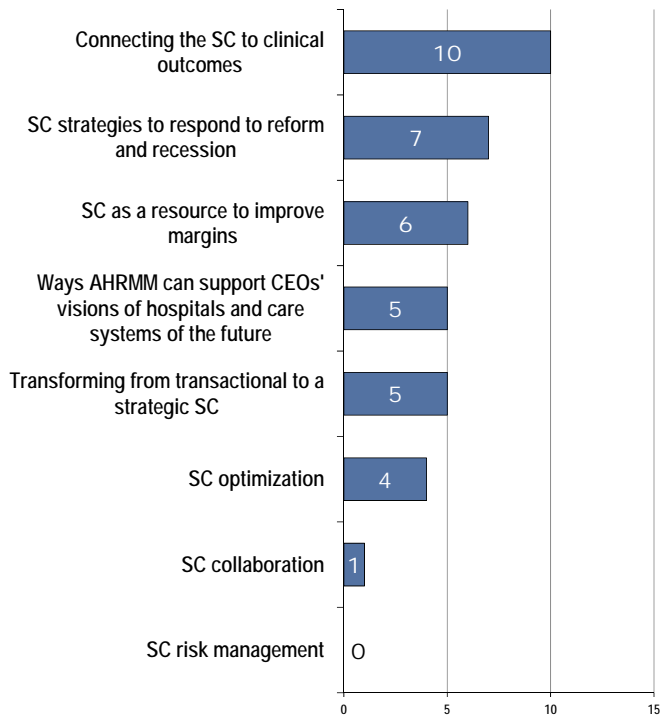 Connecting the SC to clinical
outcomes
10
SC strategies to respond to reform
and recession
7
SC as a resource to improve
margins
6
Ways AHRMM can support CEOs'
visions of hospitals and care
systems of the future
5
Transforming from transactional to a
strategic SC
5
SC optimization
4
SC collaboration
1
SC risk management
0
0 5 10 15